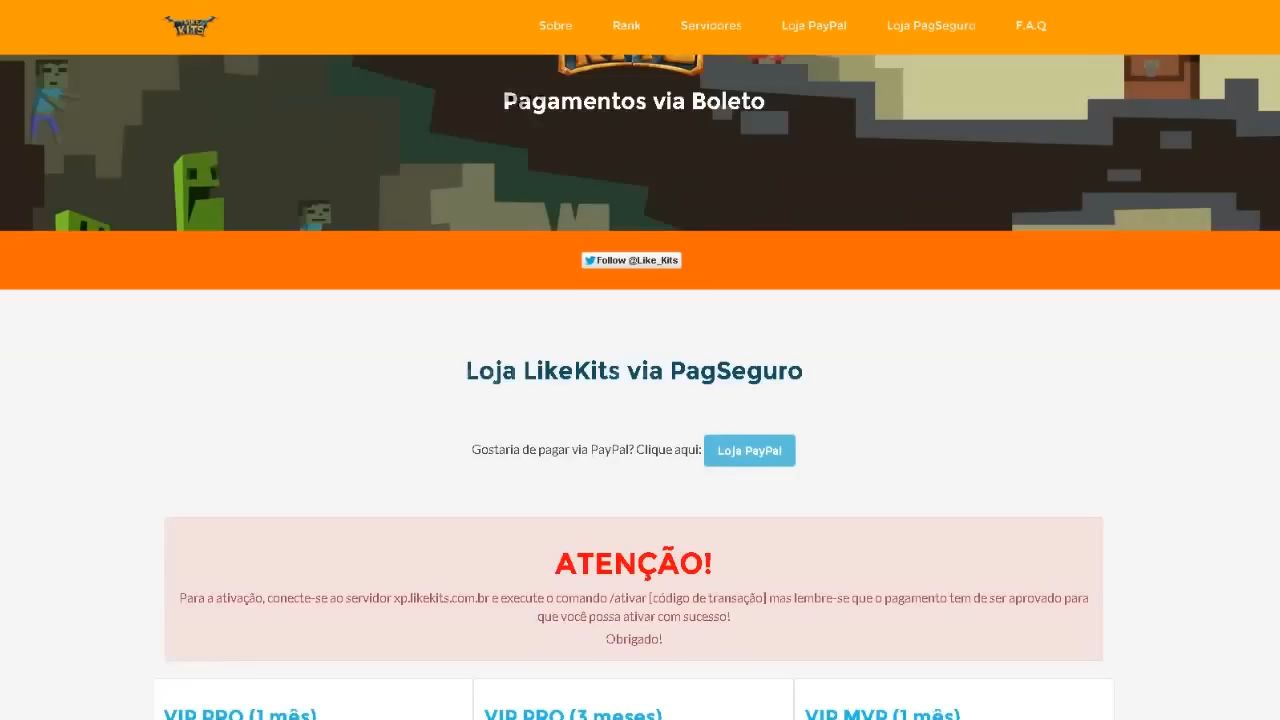 LIKE
KITS
Sobre
Rank
Servidores
Loja PayPal
Loja PagSeguro
F.A.Q
Pagamentos via Boleto
Follow @Like_Kits
Loja LikeKits via PagSeguro
Gostaria de pagar via PayPal? Clique aqui:
Loja PayPal
ATENÇÃO!
Para a ativação, conecte-se ao servidor xp.likekits.com.br e execute o comando /ativar [código de transação] mas lembre-se que o pagamento tem de ser aprovado para
que você possa ativar com sucesso!
Obrigado!
VIP PRO (1 mês)
VIP PRO (3 meses)
VIP MVP (1 mês)